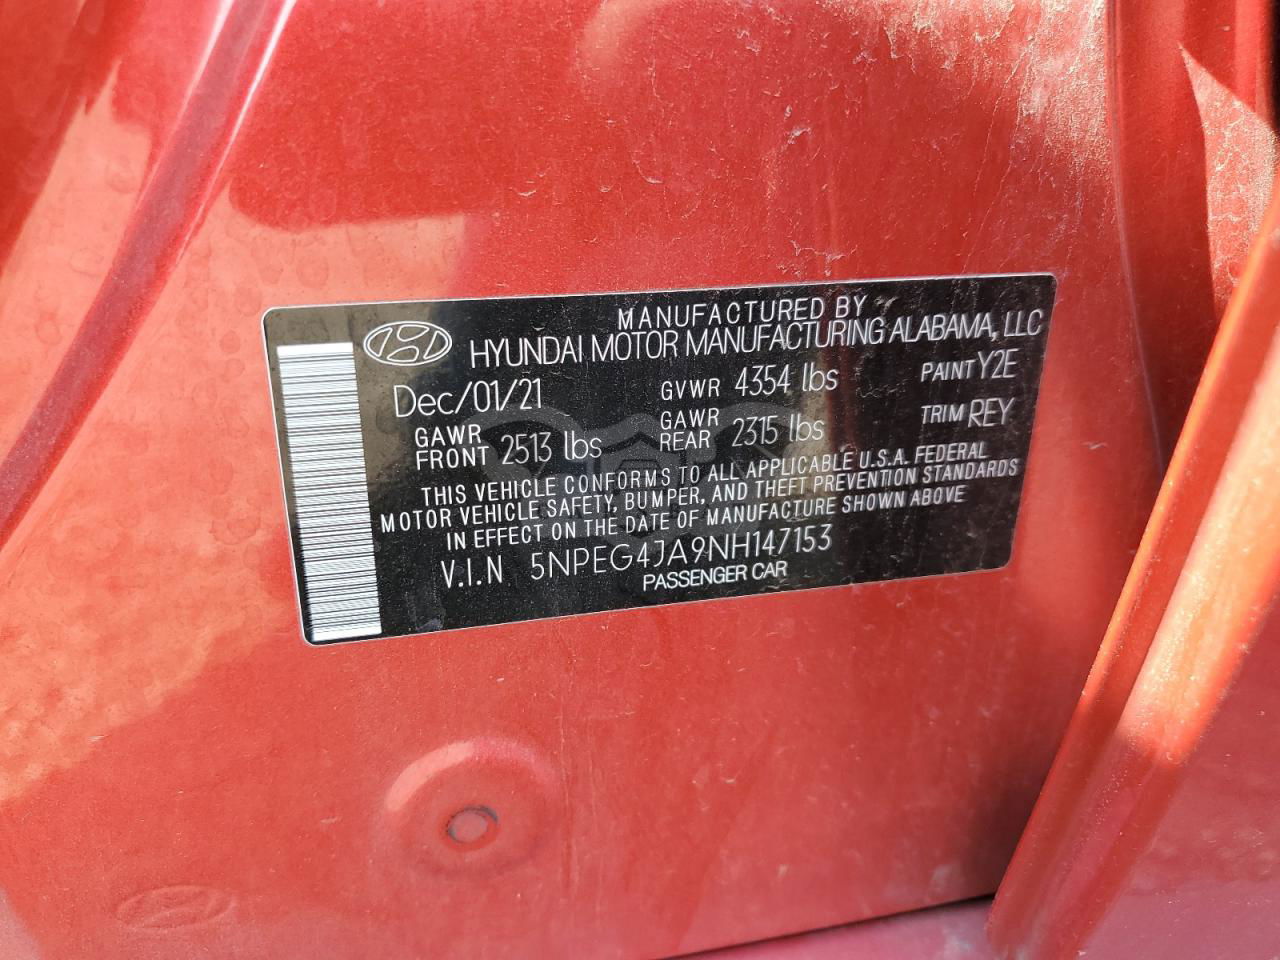 MANUFACTURED BY
HYUNDAI MOTOR MANUFACTURING ALABAMA, LLC
Dec/01/21 GVWR 4354 lbs PAINT Y2E
GAWR FRONT 2513 lbs GAWR REAR 2315 lbs TRIM REY
THIS VEHICLE CONFORMS TO ALL APPLICABLE U.S.A. FEDERAL
MOTOR VEHICLE SAFETY, BUMPER, AND THEFT PREVENTION STANDARDS
IN EFFECT ON THE DATE OF MANUFACTURE SHOWN ABOVE
V.I.N 5NPEG4JA9NH147153
PASSENGER CAR